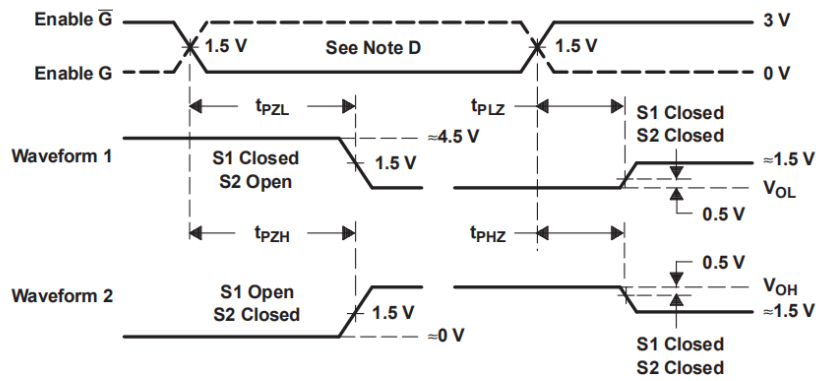 Enable G̅
3 V
1.5 V
See Note D
1.5 V
Enable G
0 V
tPZL
tPLZ
S1 Closed
S2 Closed
≈4.5 V
Waveform 1
S1 Closed
S2 Open
1.5 V
≈1.5 V
VOL
0.5 V
tPZH
tPHZ
0.5 V
Waveform 2
S1 Open
S2 Closed
1.5 V
VOH
≈1.5 V
≈0 V
S1 Closed
S2 Closed